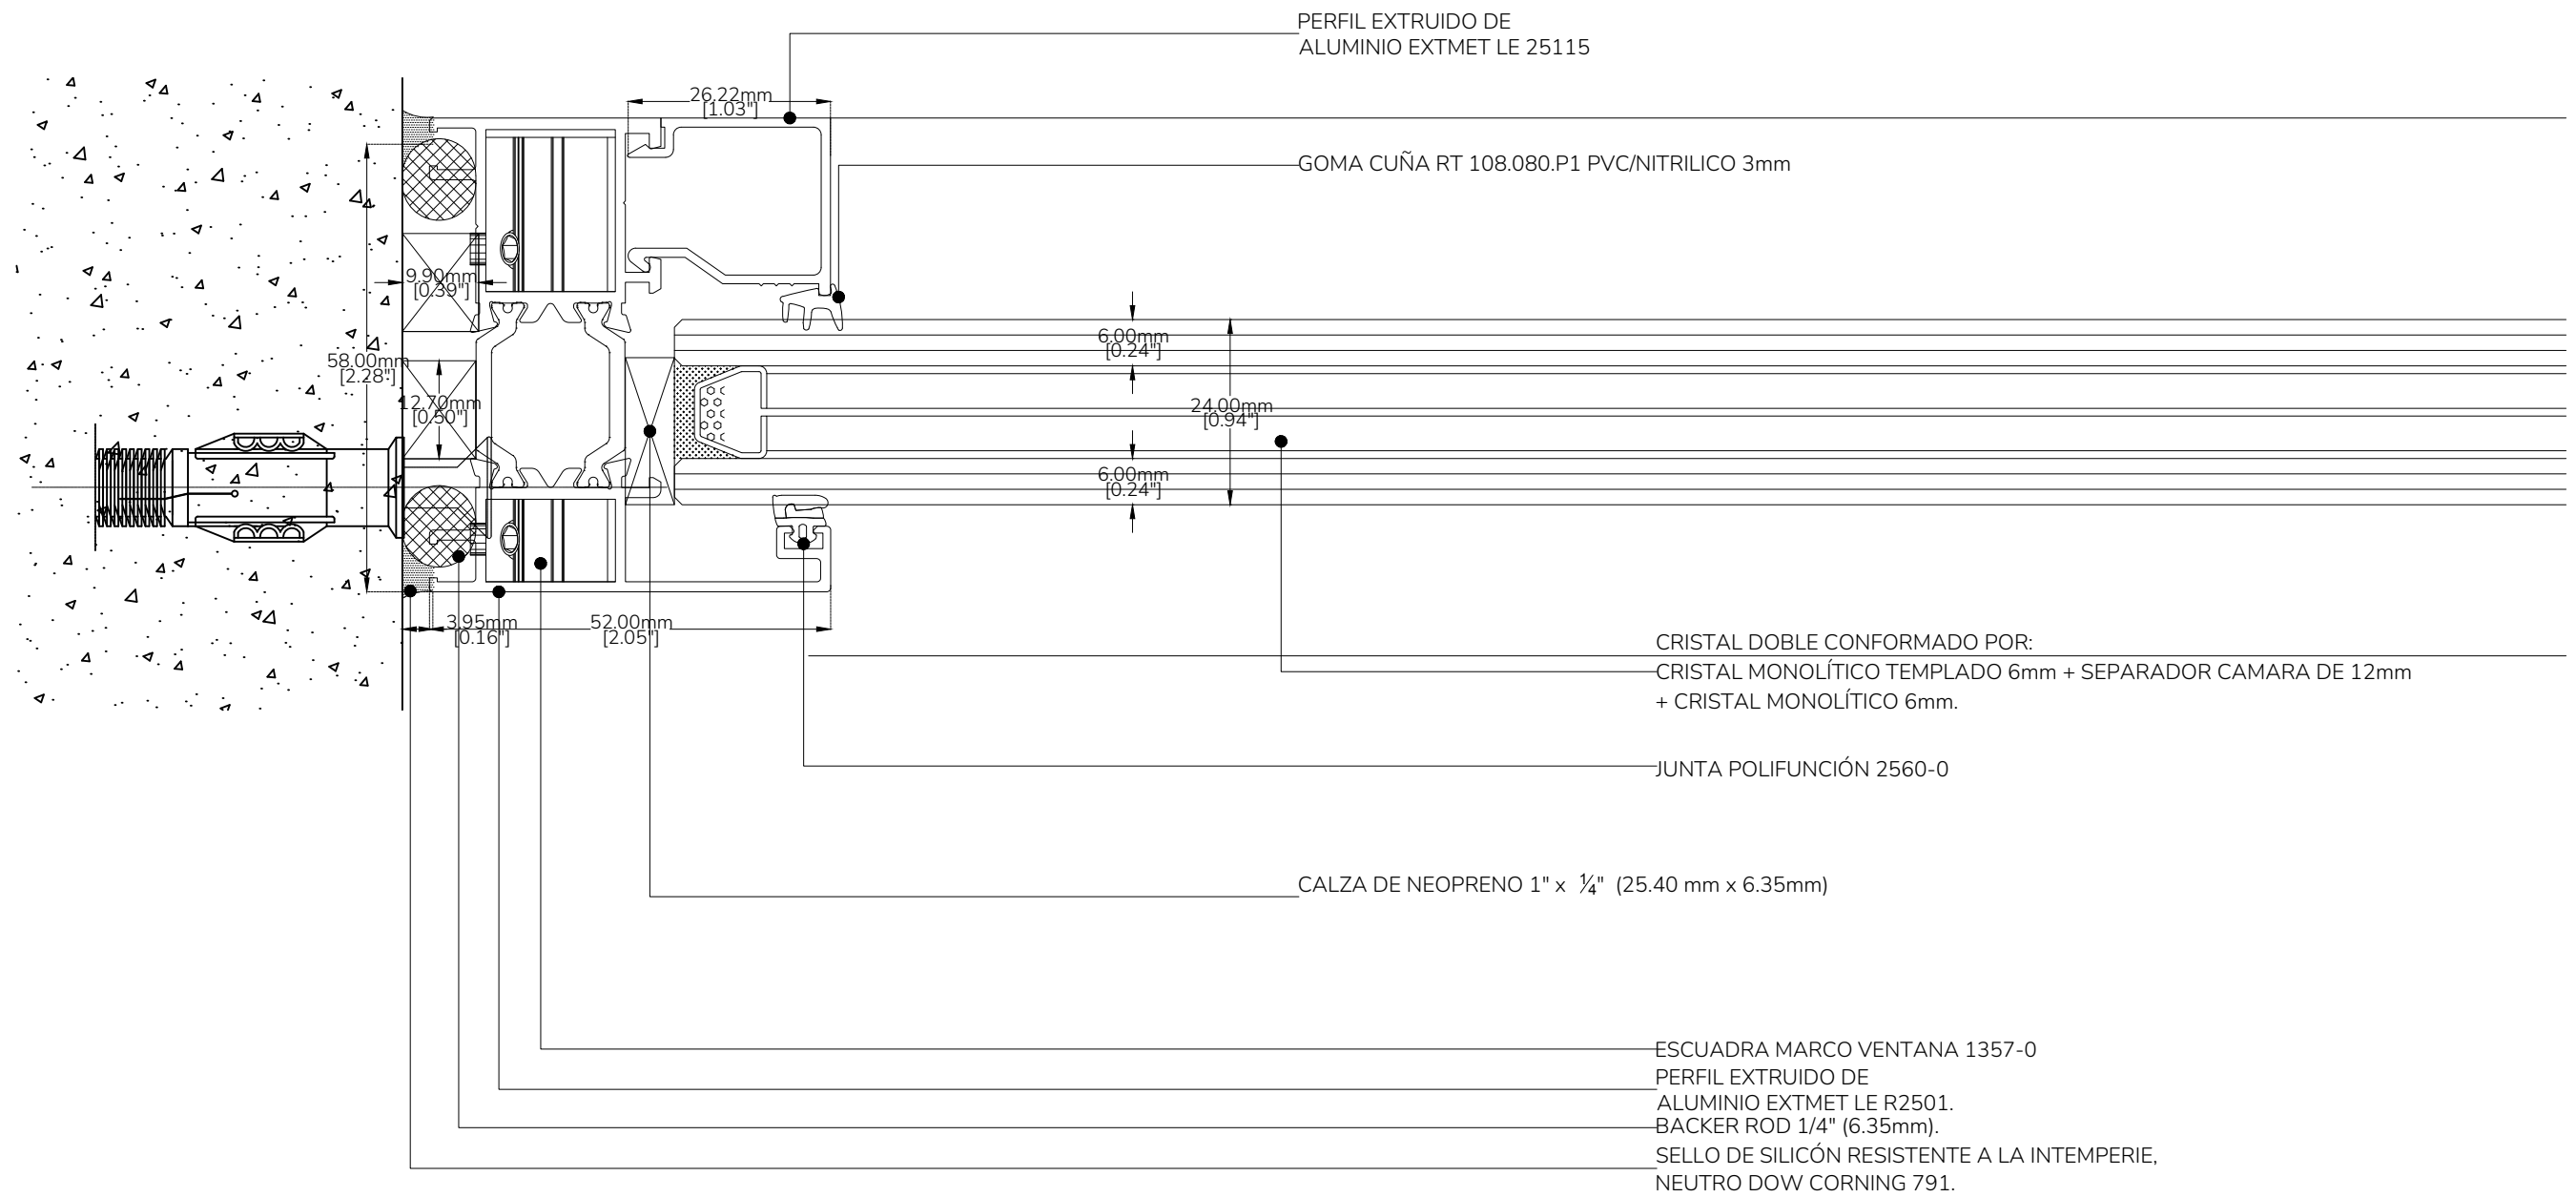 PERFIL EXTRUIDO DE
ALUMINIO EXTMET LE 25115
26.22mm
[1.03"]
GOMA CUÑA RT 108.080.P1 PVC/NITRILICO 3mm
9.90mm
[0.39"]
6.00mm
[0.24"]
58.00mm
[2.28"]
12.70mm
[0.50"]
24.00mm
[0.94"]
6.00mm
[0.24"]
3.95mm
[0.16"]
52.00mm
[2.05"]
CRISTAL DOBLE CONFORMADO POR:
CRISTAL MONOLÍTICO TEMPLADO 6mm + SEPARADOR CAMARA DE 12mm
+ CRISTAL MONOLÍTICO 6mm.
JUNTA POLIFUNCIÓN 2560-0
CALZA DE NEOPRENO 1" x ¼" (25.40 mm x 6.35mm)
ESCUADRA MARCO VENTANA 1357-0
PERFIL EXTRUIDO DE
ALUMINIO EXTMET LE R2501.
BACKER ROD 1/4" (6.35mm).
SELLO DE SILICÓN RESISTENTE A LA INTEMPERIE,
NEUTRO DOW CORNING 791.